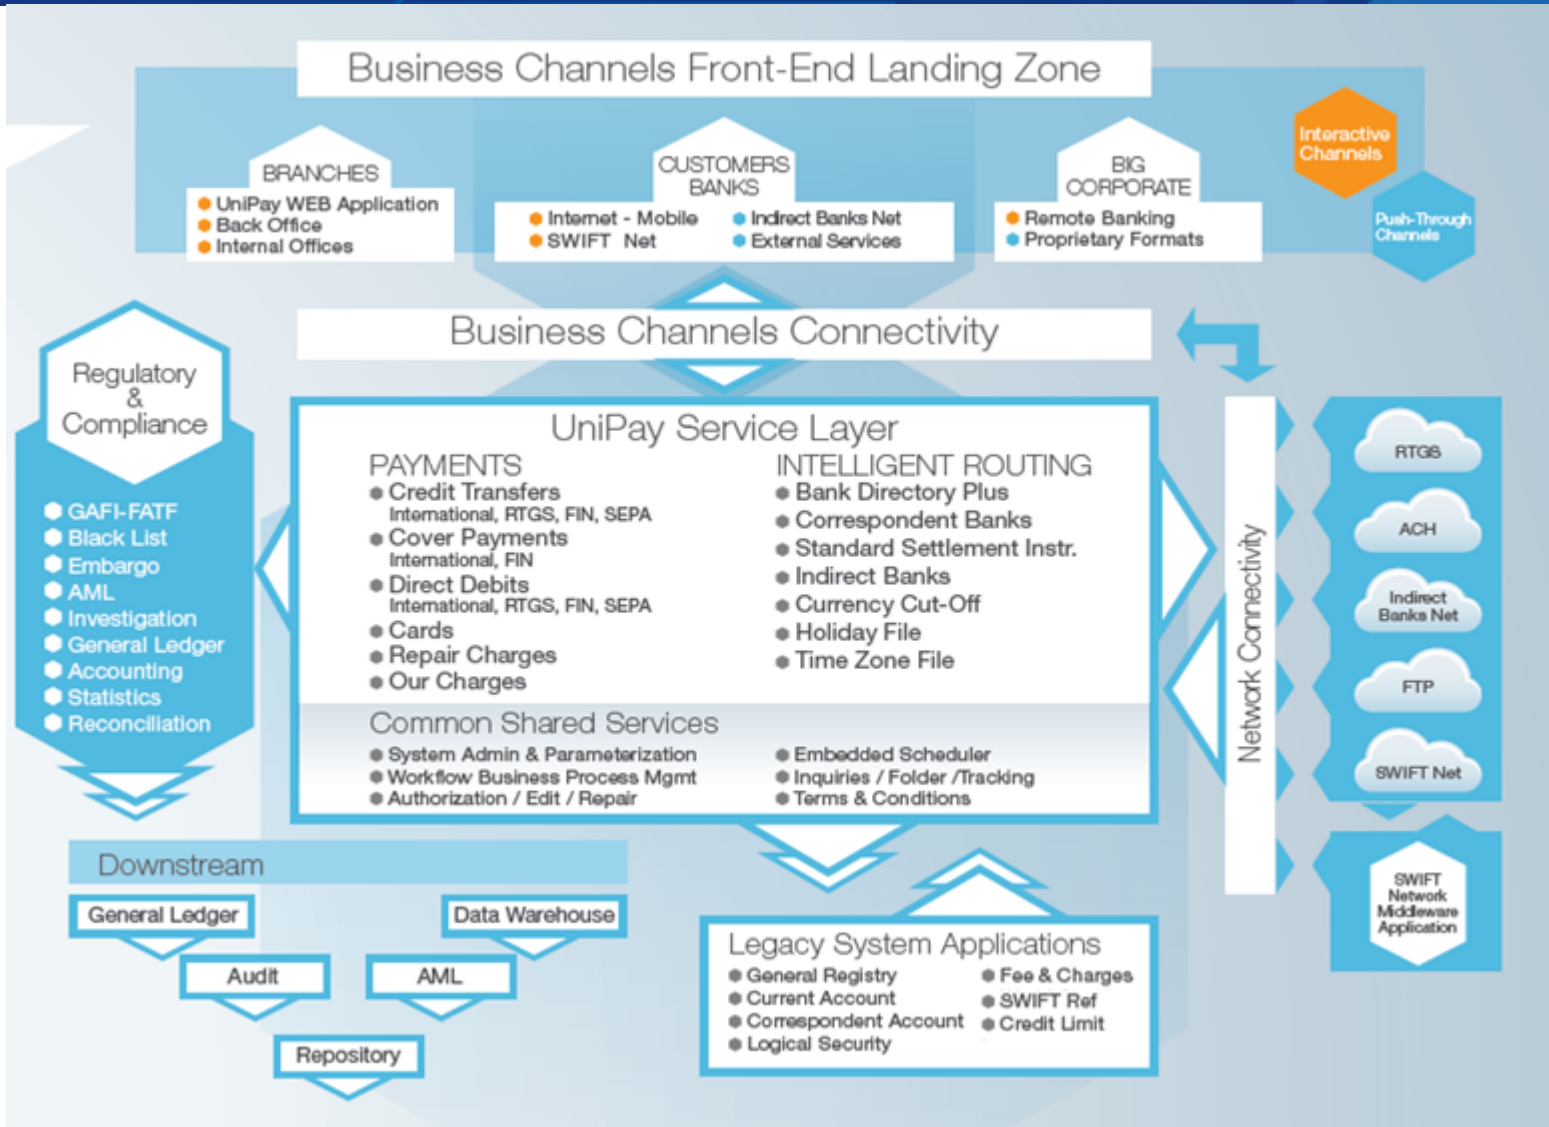 Business Channels Front-End Landing Zone
Interactive
Channels
Push-Through
Channels
BRANCHES
UniPay WEB Application
Back Office
Internal Offices
CUSTOMERS
BANKS
Internet - Mobile
SWIFT Net
Indirect Banks Net
External Services
BIG
CORPORATE
Remote Banking
Proprietary Formats
Business Channels Connectivity
Regulatory
&
Compliance
GAFI-FATF
Black List
Embargo
AML
Investigation
General Ledger
Accounting
Statistics
Reconciliation
UniPay Service Layer
PAYMENTS
Credit Transfers
International, RTGS, FIN, SEPA
Cover Payments
International, FIN
Direct Debits
International, RTGS, FIN, SEPA
Cards
Repair Charges
Our Charges
INTELLIGENT ROUTING
Bank Directory Plus
Correspondent Banks
Standard Settlement Instr.
Indirect Banks
Currency Cut-Off
Holiday File
Time Zone File
Common Shared Services
System Admin & Parameterization
Workflow Business Process Mgmt
Authorization / Edit / Repair
Embedded Scheduler
Inquiries / Folder /Tracking
Terms & Conditions
Network Connectivity
RTGS
ACH
Indirect
Banks Net
FTP
SWIFT Net
SWIFT
Network
Middleware
Application
Downstream
General Ledger
Data Warehouse
Audit
AML
Repository
Legacy System Applications
General Registry
Current Account
Correspondent Account
Logical Security
Fee & Charges
SWIFT Ref
Credit Limit